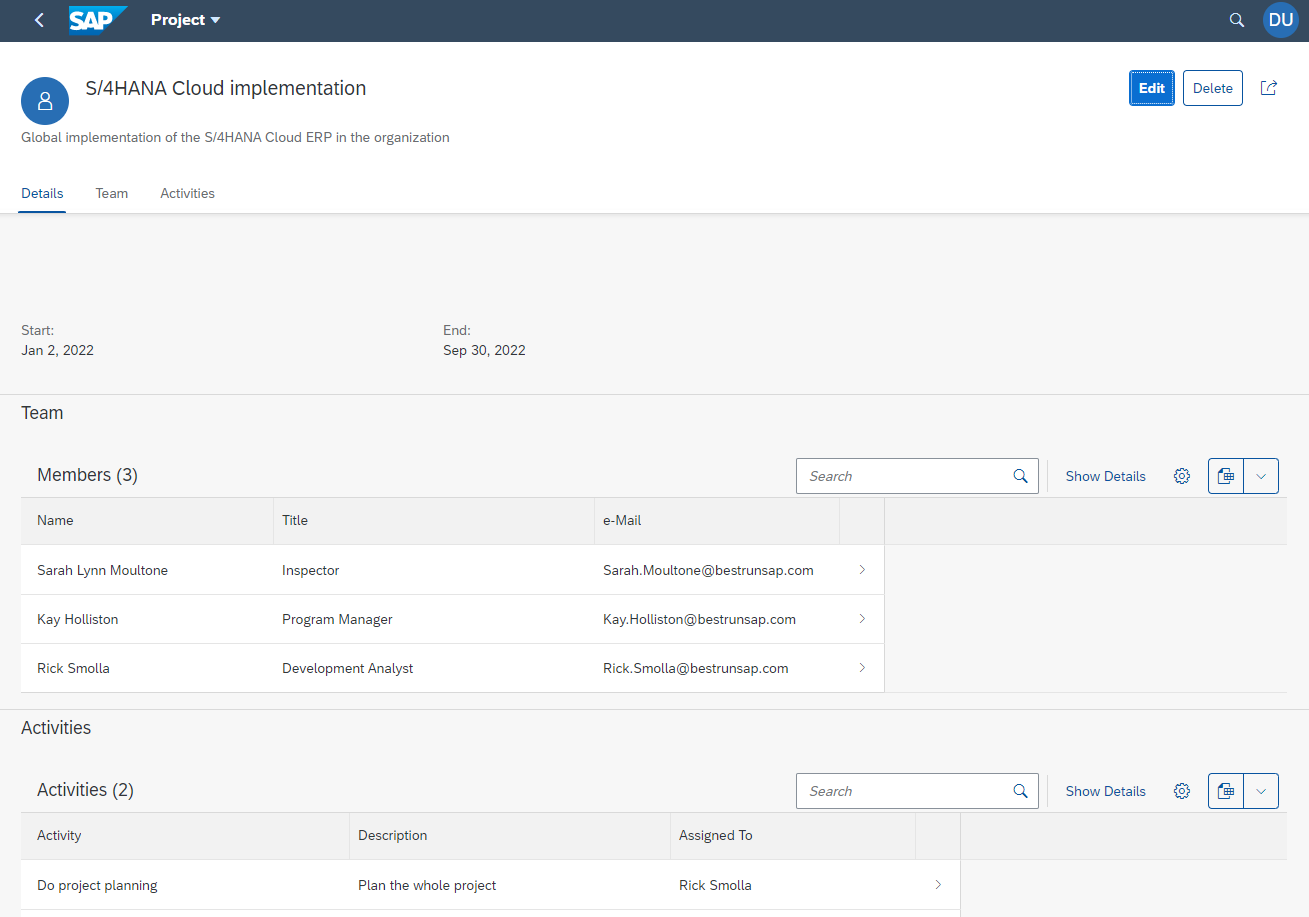 SAP Project DU
S/4HANA Cloud implementation
Edit Delete
Global implementation of the S/4HANA Cloud ERP in the organization
Details Team Activities
Start: End:
Jan 2, 2022 Sep 30, 2022
Team
Members (3) Search Show Details
Name Title e-Mail
Sarah Lynn Moultone Inspector Sarah.Moultone@bestrunsap.com
Kay Holliston Program Manager Kay.Holliston@bestrunsap.com
Rick Smolla Development Analyst Rick.Smolla@bestrunsap.com
Activities
Activities (2) Search Show Details
Activity Description Assigned To
Do project planning Plan the whole project Rick Smolla